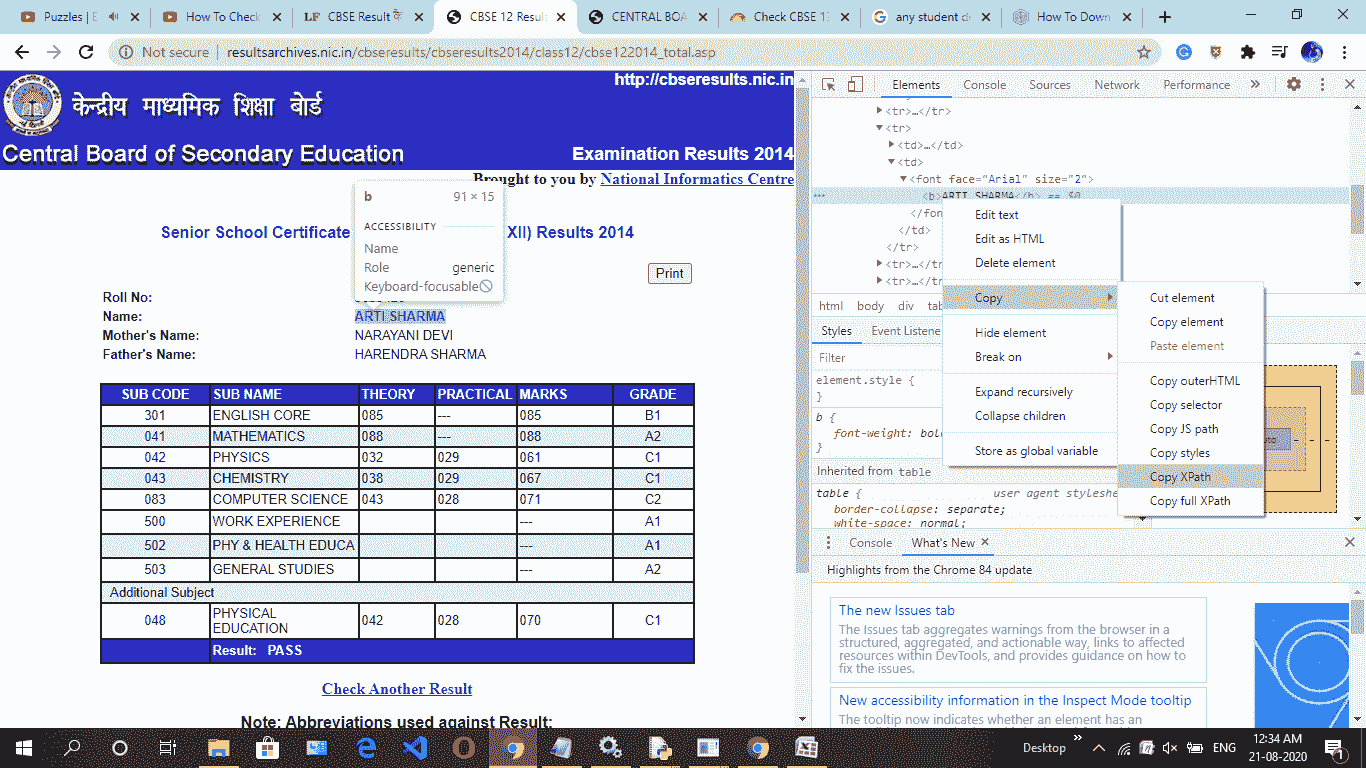 Puzzles |
How To Check
CBSE Result के
CBSE 12 Resul
CENTRAL BOA
Check CBSE 1
any student d
How To Down
Not secure | resultsarchives.nic.in/cbseresults/cbseresults2014/class12/cbse122014_total.asp
http://cbseresults.nic.in
केन्द्रीय माध्यमिक शिक्षा बोर्ड
Central Board of Secondary Education
Examination Results 2014
Brought to you by National Informatics Centre
Senior School Certificate XII) Results 2014
b 91 × 15
ACCESSIBILITY
Name
Role generic
Keyboard-focusable
Print
Roll No:
Name: ARTI SHARMA
Mother's Name: NARAYANI DEVI
Father's Name: HARENDRA SHARMA
SUB CODE SUB NAME THEORY PRACTICAL MARKS GRADE
301 ENGLISH CORE 085 --- 085 B1
041 MATHEMATICS 088 --- 088 A2
042 PHYSICS 032 029 061 C1
043 CHEMISTRY 038 029 067 C1
083 COMPUTER SCIENCE 043 028 071 C2
500 WORK EXPERIENCE --- A1
502 PHY & HEALTH EDUCA --- A1
503 GENERAL STUDIES --- A2
Additional Subject
048 PHYSICAL EDUCATION 042 028 070 C1
Result: PASS
Check Another Result
Note: Abbreviations used against Result:
Elements Console Sources Network Performance »
<tr>…</tr>
<tr>
<td>…</td>
<td>
<font face="Arial" size="2">
<b>ARTI SHARMA</b> == $0
</fon
</td>
</tr>
<tr>…</tr
<tr>…</tr
html body div tab
Styles Event Listene
Filter
element.style {
}
b {
font-weight: bol
}
Inherited from table
table { user agent styleshe
border-collapse: separate;
white-space: normal;
Edit text
Edit as HTML
Delete element
Copy
Hide element
Break on
Expand recursively
Collapse children
Store as global variable
Cut element
Copy element
Paste element
Copy outerHTML
Copy selector
Copy JS path
Copy styles
Copy XPath
Copy full XPath
Console What's New
Highlights from the Chrome 84 update
The new Issues tab
The Issues tab aggregates warnings from the browser in a
structured, aggregated, and actionable way, links to affected
resources within DevTools, and provides guidance on how to
fix the issues.
New accessibility information in the Inspect Mode tooltip
The tooltip now indicates whether an element has an
Desktop » ENG 12:34 AM
21-08-2020